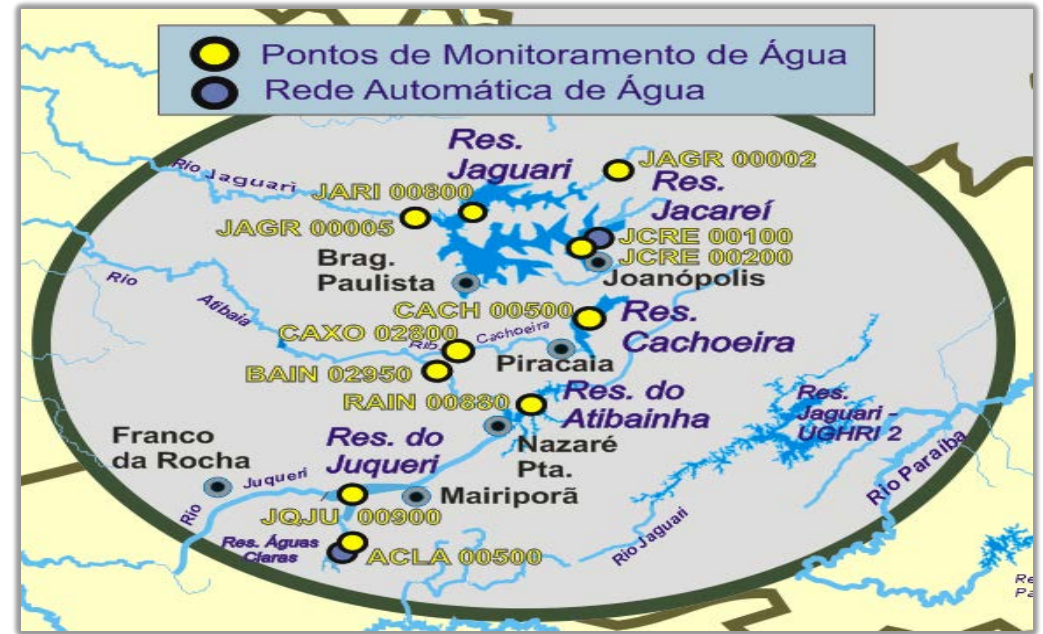 Pontos de Monitoramento de Água
Rede Automática de Água
Res.
Jaguari
JAGR 00002
Rio Jaguari
JARI 00800
Res.
Jacareí
JAGR 00005
JCRE 00100
JCRE 00200
Brag.
Paulista
Joanópolis
Rio
Atibaia
CACH 00500
Res.
Cachoeira
CAXO 02800
Rib.
Cachoeira
Piracaia
BAIN 02950
RAIN 00880
Res. do
Atibainha
Res.
Jaguari -
UGHRI 2
Franco
da Rocha
Res. do
Juqueri
Nazaré
Pta.
Rio Paraíba
Juqueri
Rio
Mairiporã
JQJU 00900
Res. Águas
Claras
ACLA 00500
Rio Jaguari
Re
Pa